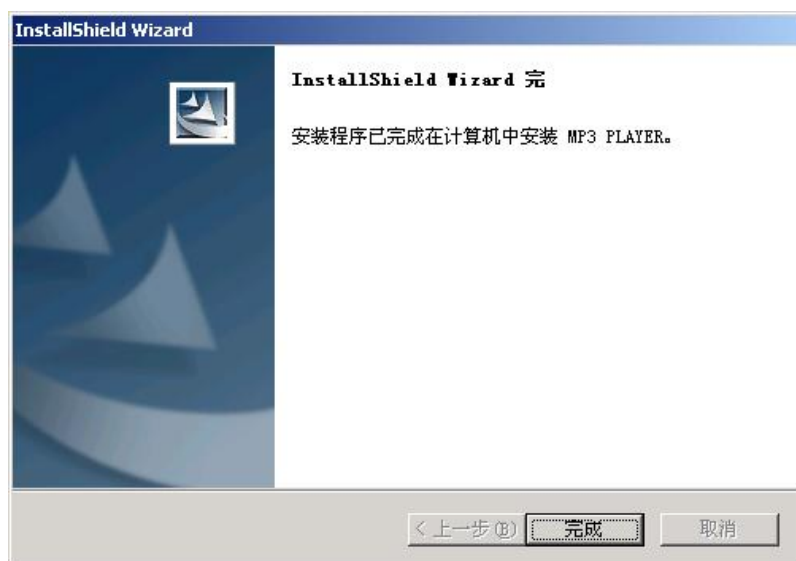 InstallShield Wizard
InstallShield Wizard 完
安装程序已完成在计算机中安装 MP3 PLAYER。
< 上一步(B)
完成
取消